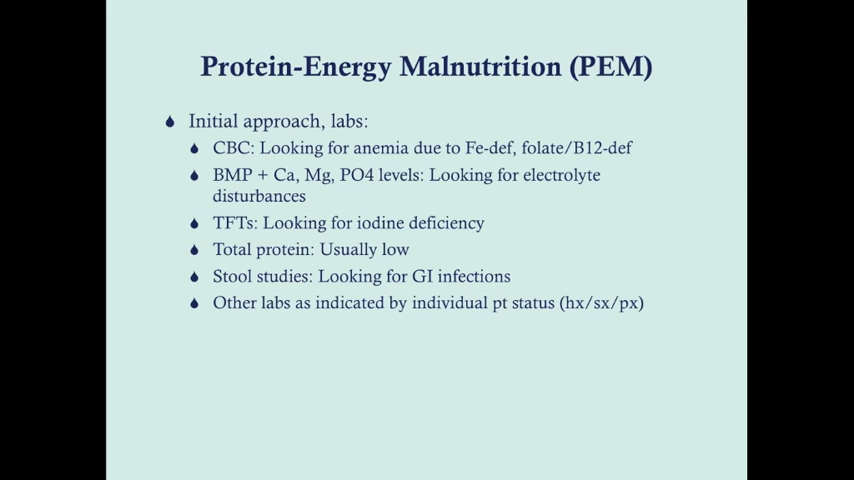 Protein-Energy Malnutrition (PEM)
Initial approach, labs:
CBC: Looking for anemia due to Fe-def, folate/B12-def
BMP + Ca, Mg, PO4 levels: Looking for electrolyte
disturbances
TFTs: Looking for iodine deficiency
Total protein: Usually low
Stool studies: Looking for GI infections
Other labs as indicated by individual pt status (hx/sx/px)